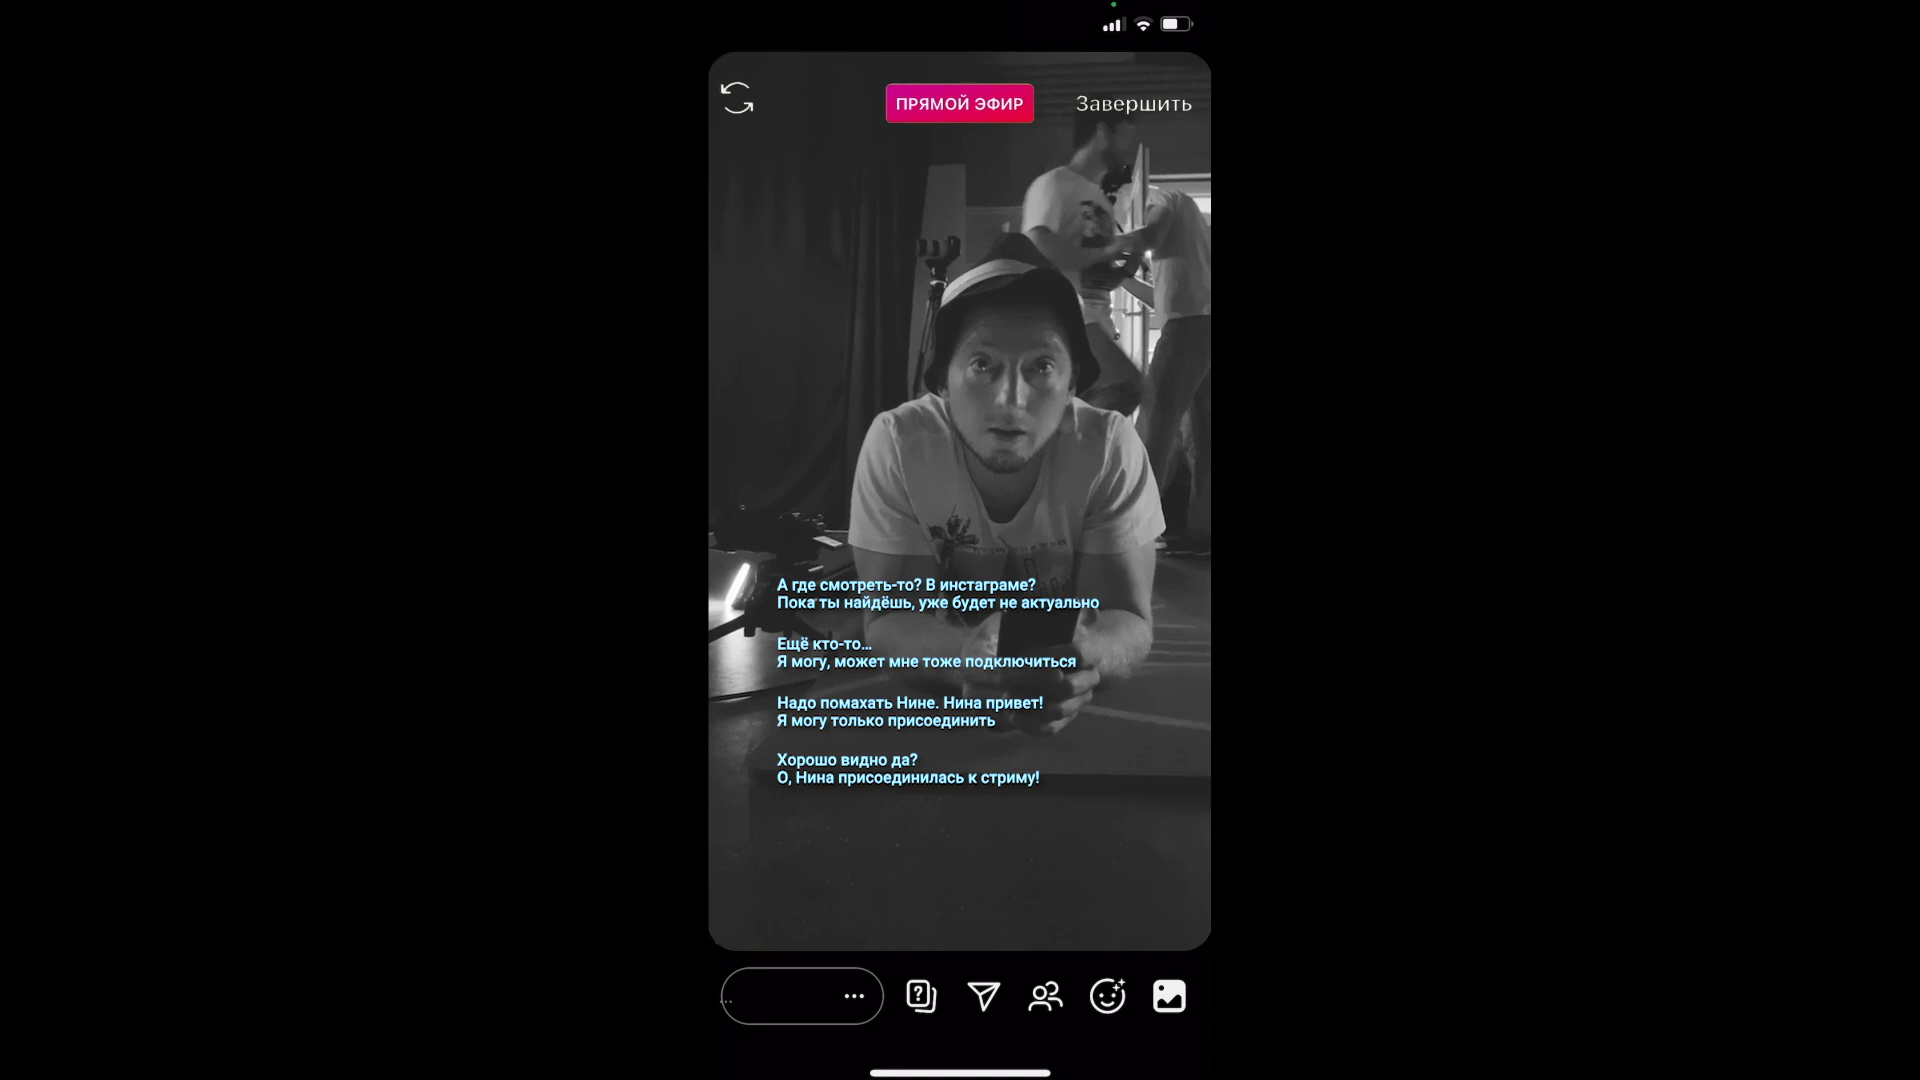 ПРЯМОЙ ЭФИР
Завершить
А где смотреть-то? В инстаграме?
Пока ты найдёшь, уже будет не актуально
Ещё кто-то...
Я могу, может мне тоже подключиться
Надо помахать Нине. Нина привет!
Я могу только присоединить
Хорошо видно да?
О, Нина присоединилась к стриму!